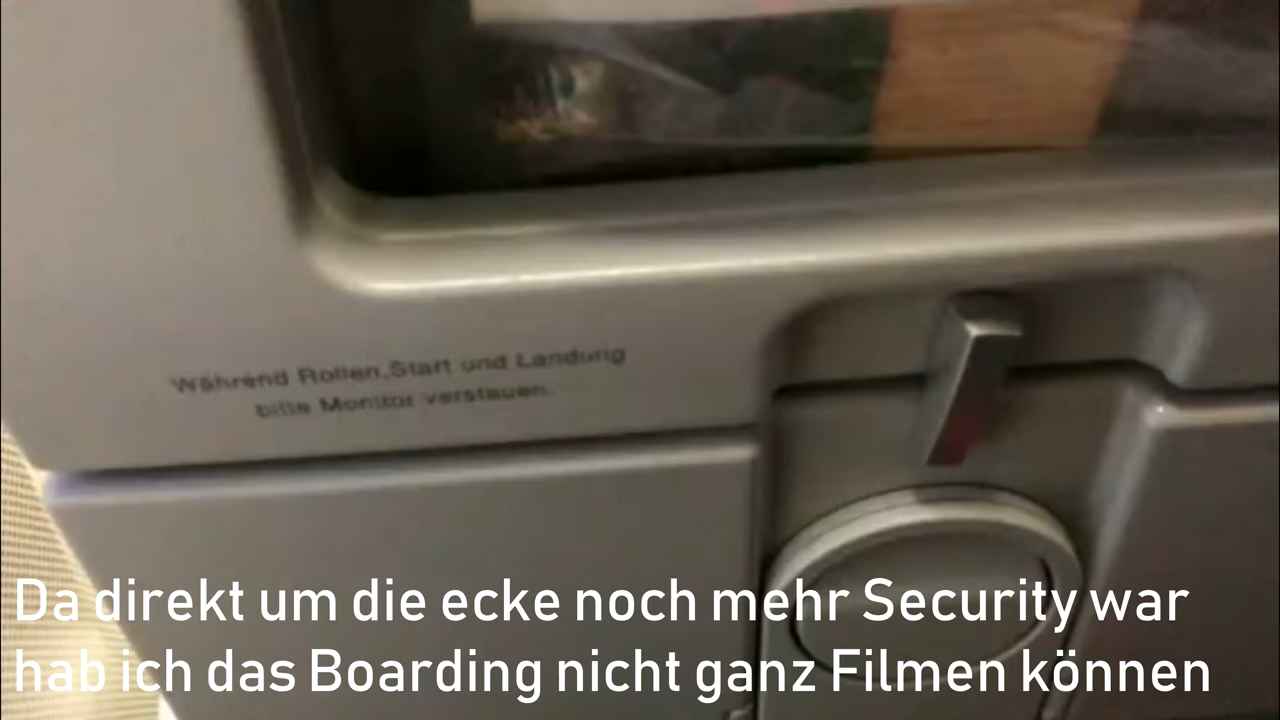 Während Rollen,Start und Landung
bitte Monitor verstauen.
Da direkt um die ecke noch mehr Security war
hab ich das Boarding nicht ganz Filmen können